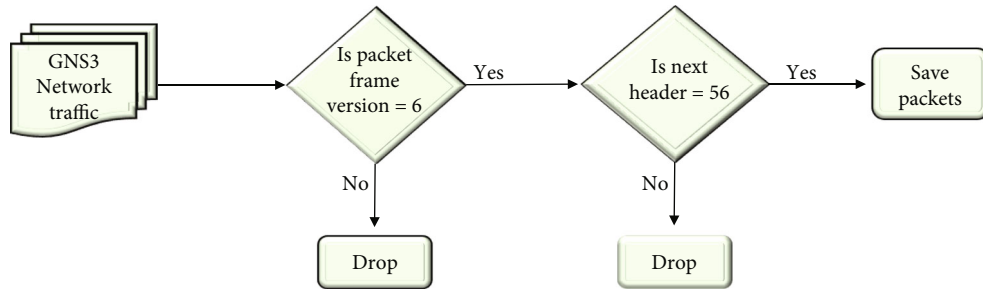 GNS3
Network
traffic
Is packet
frame
version = 6
Yes
Is next
header = 56
Yes
Save
packets
No
No
Drop
Drop